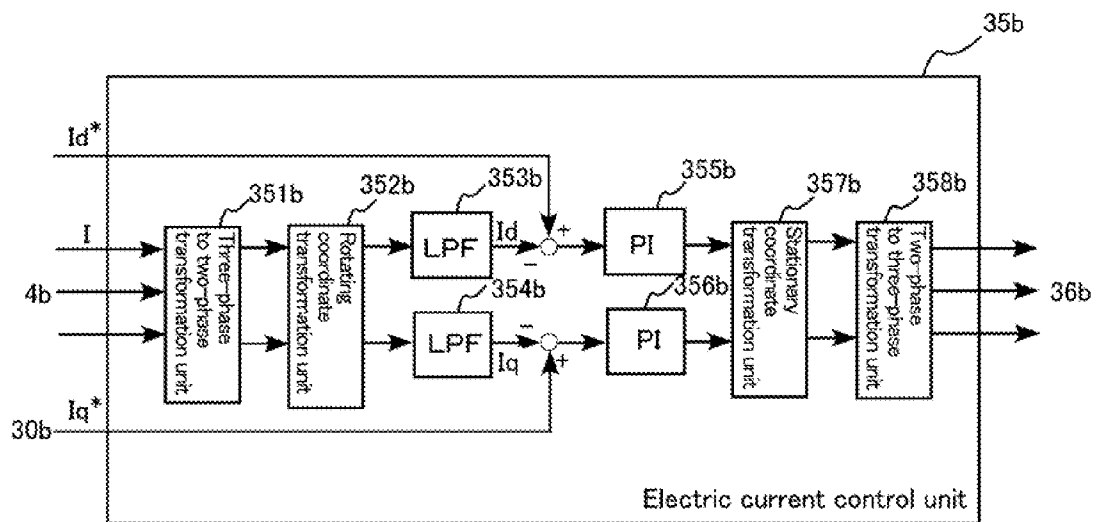 35b
Id*
351b
352b
353b
355b
357b
358b
I
4b
Three-phase
to two-phase
transformation unit
Rotating
coordinate
transformation unit
LPF
Id
+
−
PI
Stationary
coordinate
transformation unit
Two-phase
to three-phase
transformation unit
36b
354b
356b
LPF
Iq
−
+
PI
Iq*
30b
Electric current control unit